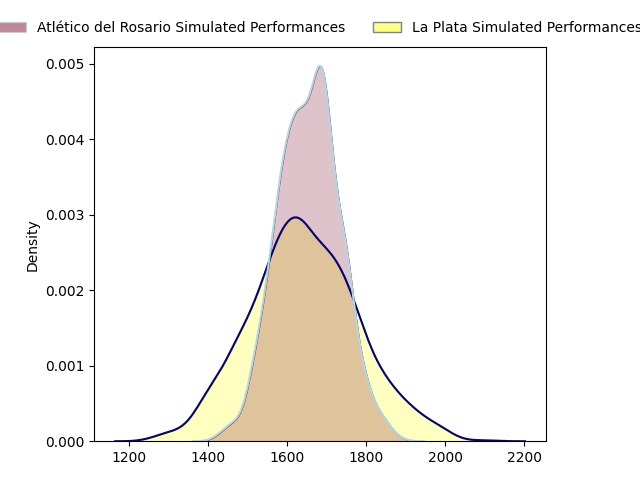 Atlético del Rosario Simulated Performances
La Plata Simulated Performances
0.005
0.004
0.003
0.002
0.001
0.000
Density
1200 1400 1600 1800 2000 2200